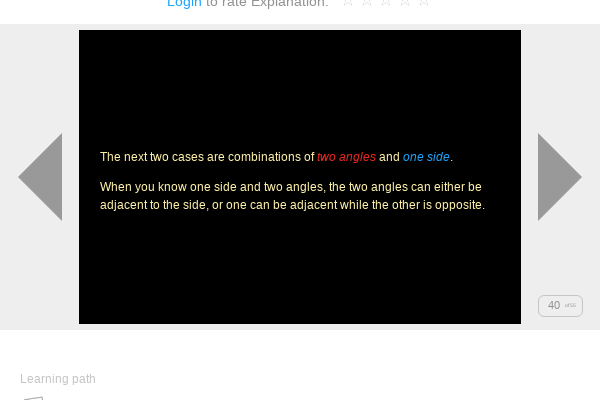 Login to rate Explanation:
The next two cases are combinations of two angles and one side.
When you know one side and two angles, the two angles can either be
adjacent to the side, or one can be adjacent while the other is opposite.
40 of 55
Learning path